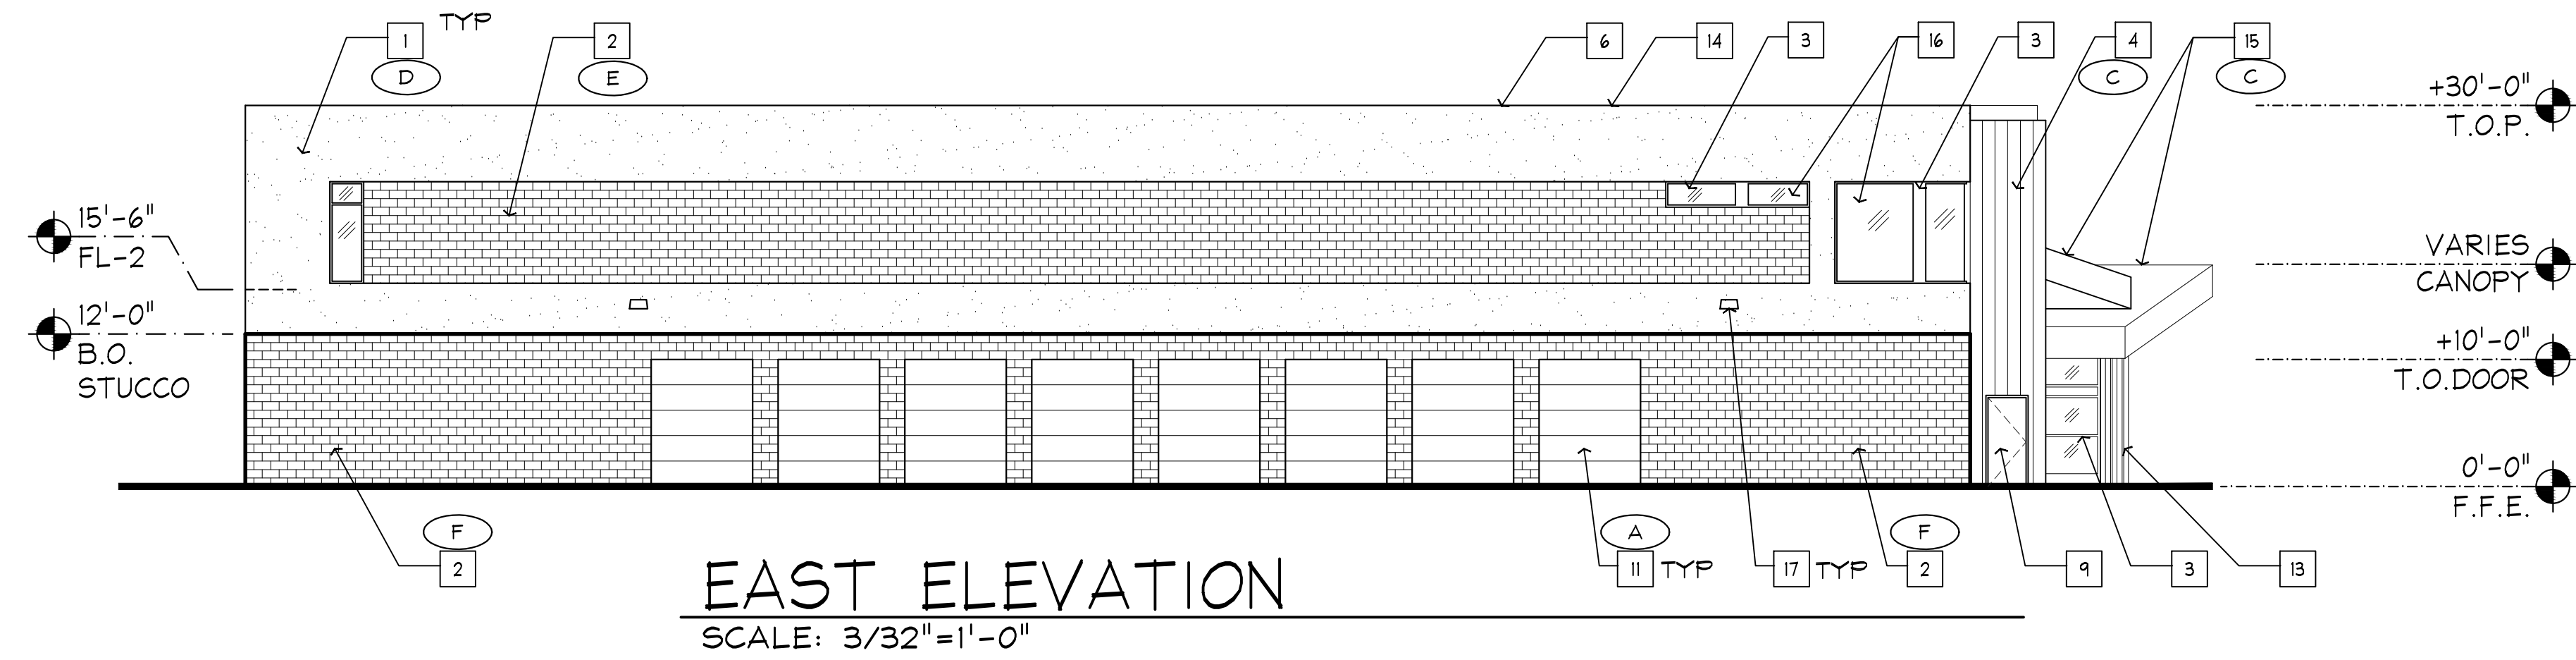 TYP
1
2
6
14
3
16
3
4
15
D
E
C
C
+30'-0"
T.O.P.
15'-6"
FL-2
VARIES
CANOPY
12'-0"
B.O.
STUCCO
+10'-0"
T.O.DOOR
0'-0"
F.F.E.
F
A
F
2
11 TYP
17 TYP
2
9
3
13
EAST ELEVATION
SCALE: 3/32"=1'-0"